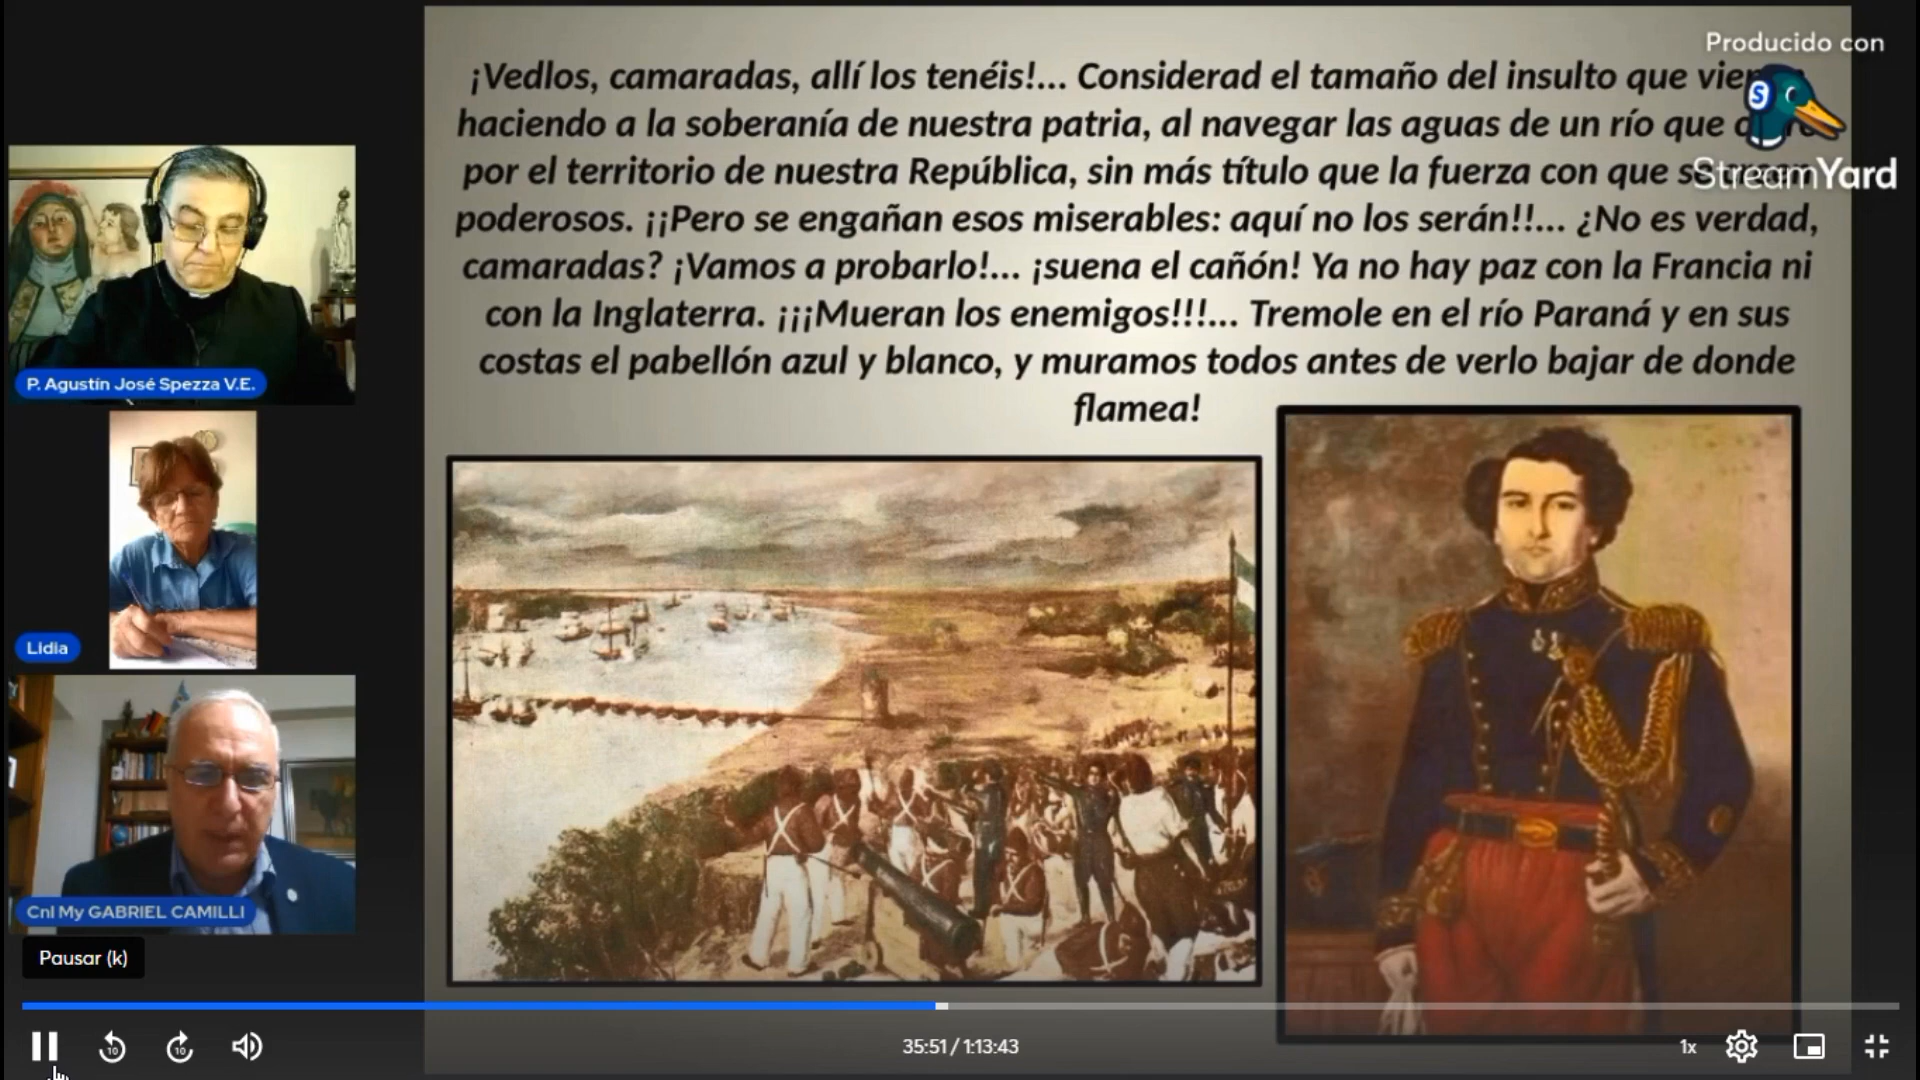 ¡Vedlos, camaradas, allí los tenéis!... Considerad el tamaño del insulto que
haciendo a la soberanía de nuestra patria, al navegar las aguas de un río que
por el territorio de nuestra República, sin más título que la fuerza con que
poderosos. ¡¡Pero se engañan esos miserables: aquí no los serán!!... ¿No es verdad,
camaradas? ¡Vamos a probarlo!... ¡suena el cañón! Ya no hay paz con la Francia ni
con la Inglaterra. ¡¡¡Mueran los enemigos!!!... Tremole en el río Paraná y en sus
costas el pabellón azul y blanco, y muramos todos antes de verlo bajar de donde
flamea!
Producido con
S
StreamYard
P. Agustín José Spezza V.E.
Lidia
Cnl My GABRIEL CAMILLI
Pausar (k)
10
10
35:51 / 1:13:43
1x